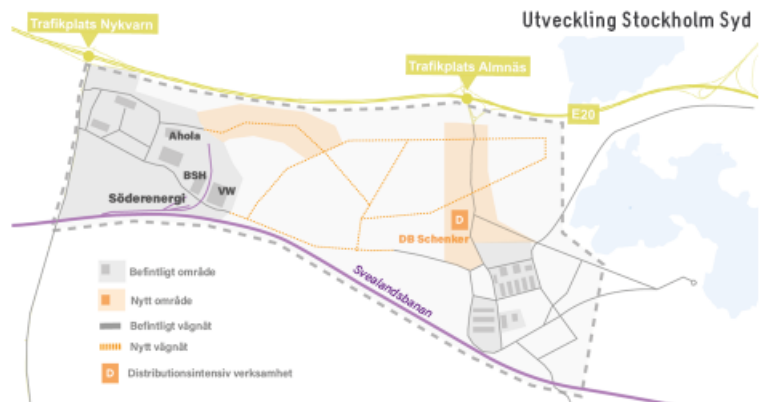 Utveckling Stockholm Syd
Trafikplats Nykvarn
Trafikplats Almnäs
E20
Ahola
BSH
VW
Söderenergi
D
DB Schenker
Svealandsbanan
Befintligt område
Nytt område
Befintligt vägnät
Nytt vägnät
D Distributionsintensiv verksamhet